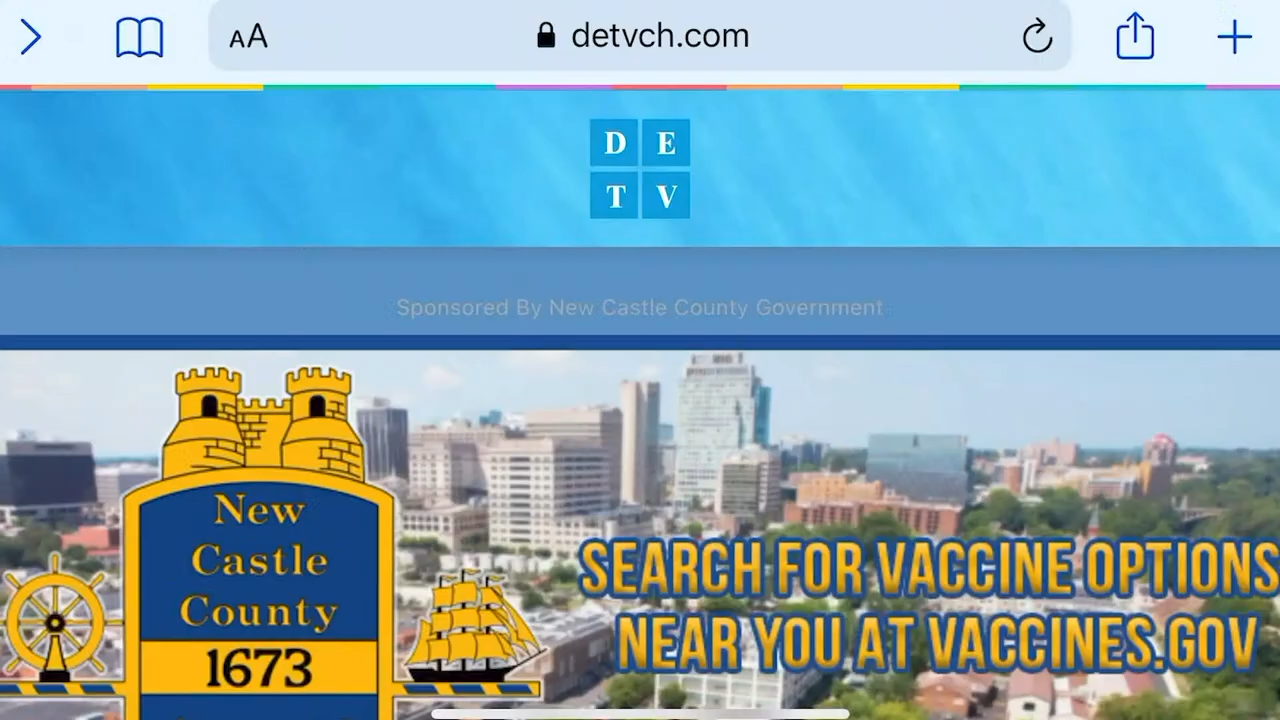 AA detvch.com
D E
T V
Sponsored By New Castle County Government
New
Castle
County
1673
SEARCH FOR VACCINE OPTIONS
NEAR YOU AT VACCINES.GOV